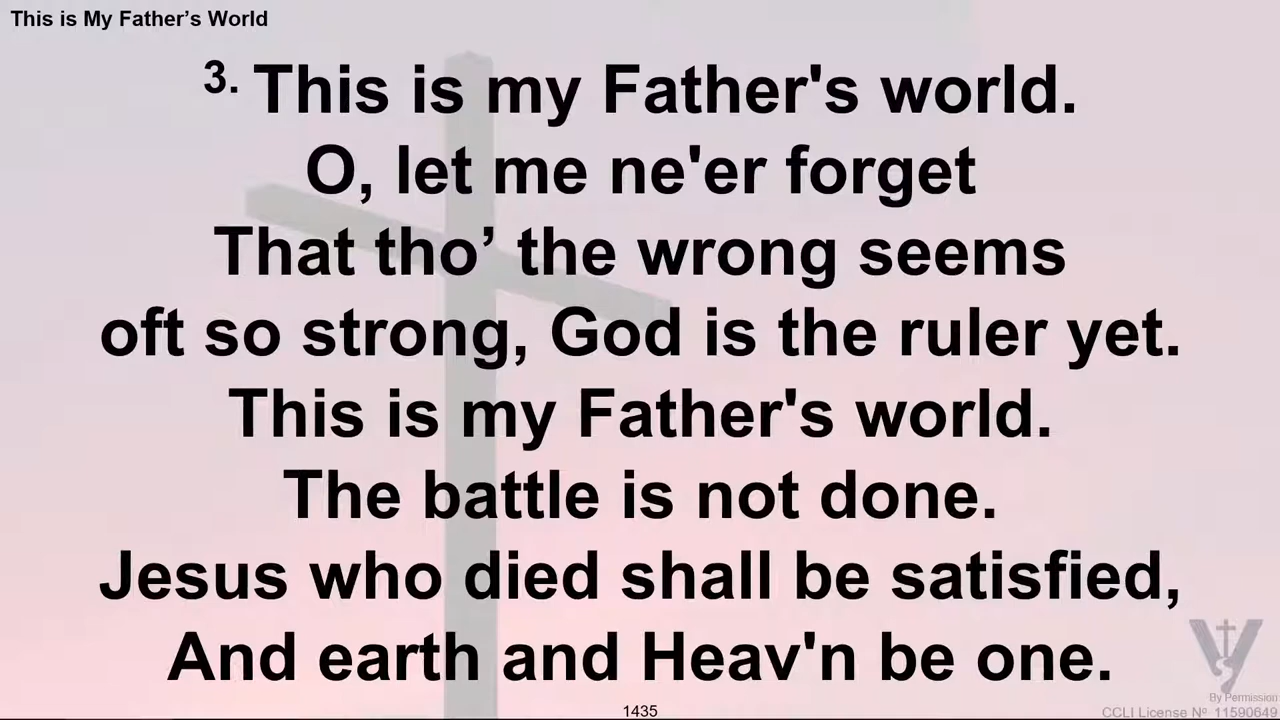 This is My Father’s World
3. This is my Father's world.
O, let me ne'er forget
That tho’ the wrong seems
oft so strong, God is the ruler yet.
This is my Father's world.
The battle is not done.
Jesus who died shall be satisfied,
And earth and Heav'n be one.
By Permission
1435
CCLI License Nº 11590649